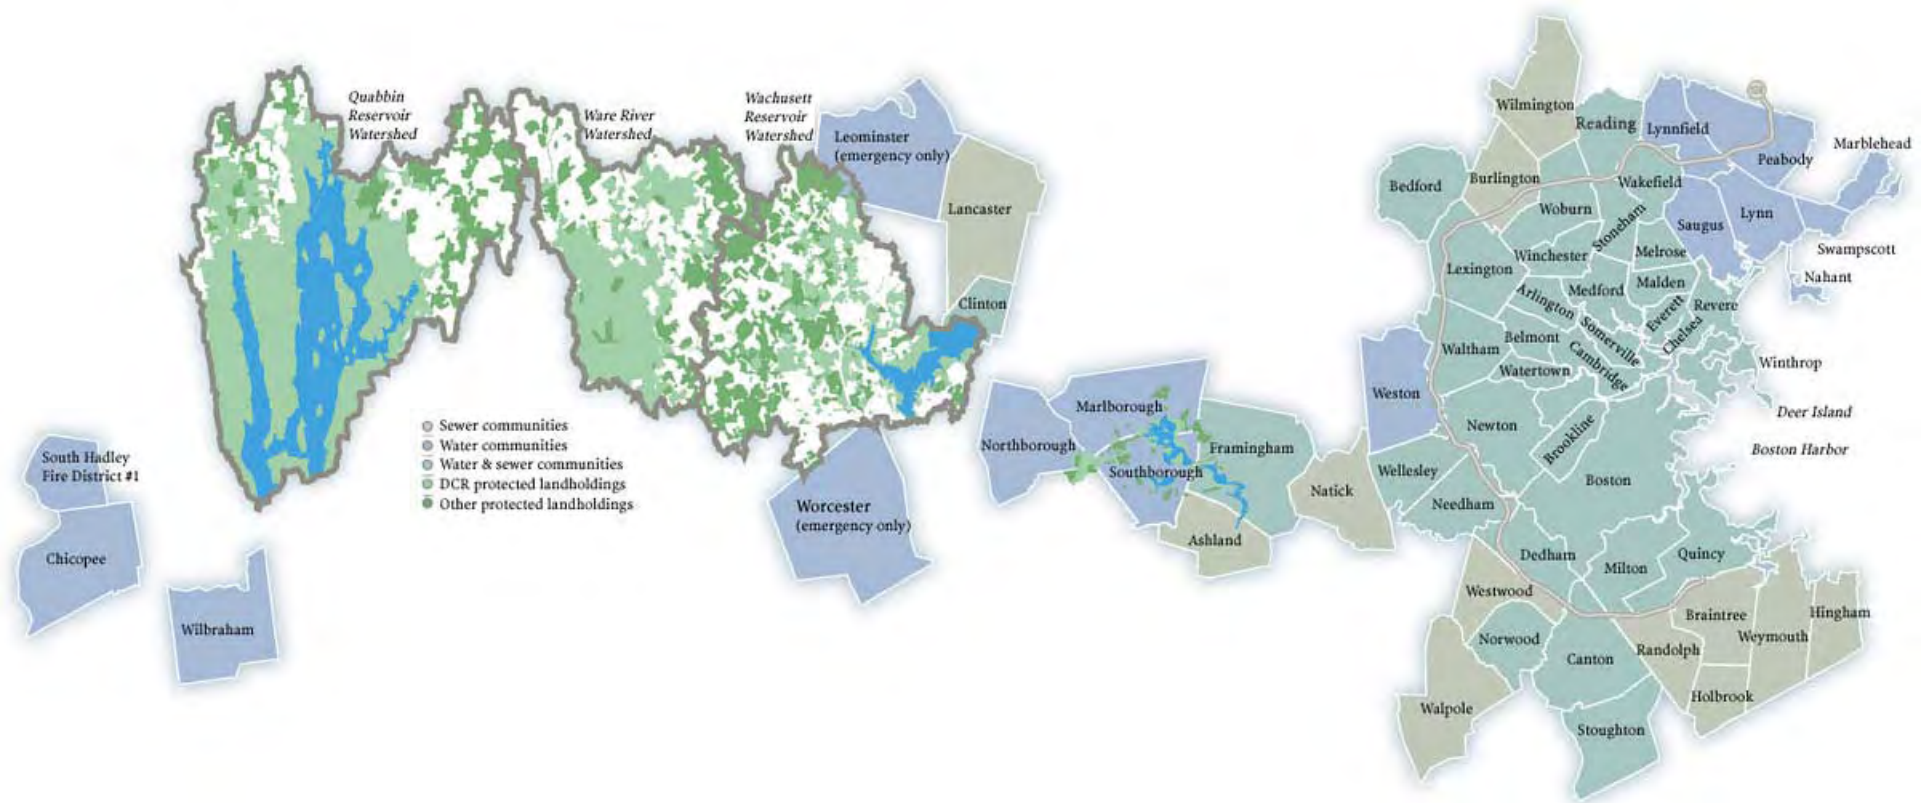 Quabbin
Reservoir
Watershed
Ware River
Watershed
Wachusett
Reservoir
Watershed
Leominster
(emergency only)
Lancaster
Clinton
South Hadley
Fire District #1
Chicopee
Wilbraham
Sewer communities
Water communities
Water & sewer communities
DCR protected landholdings
Other protected landholdings
Worcester
(emergency only)
Northborough
Marlborough
Southborough
Framingham
Ashland
Natick
Wilmington
Reading
Lynnfield
Peabody
Marblehead
Bedford
Burlington
Wakefield
Woburn
Stoneham
Saugus
Lynn
Swampscott
Nahant
Lexington
Winchester
Melrose
Medford
Malden
Arlington
Everett
Revere
Chelsea
Somerville
Belmont
Waltham
Cambridge
Watertown
Winthrop
Weston
Deer Island
Boston Harbor
Newton
Brookline
Boston
Wellesley
Needham
Dedham
Milton
Quincy
Westwood
Norwood
Canton
Randolph
Braintree
Weymouth
Hingham
Holbrook
Walpole
Stoughton